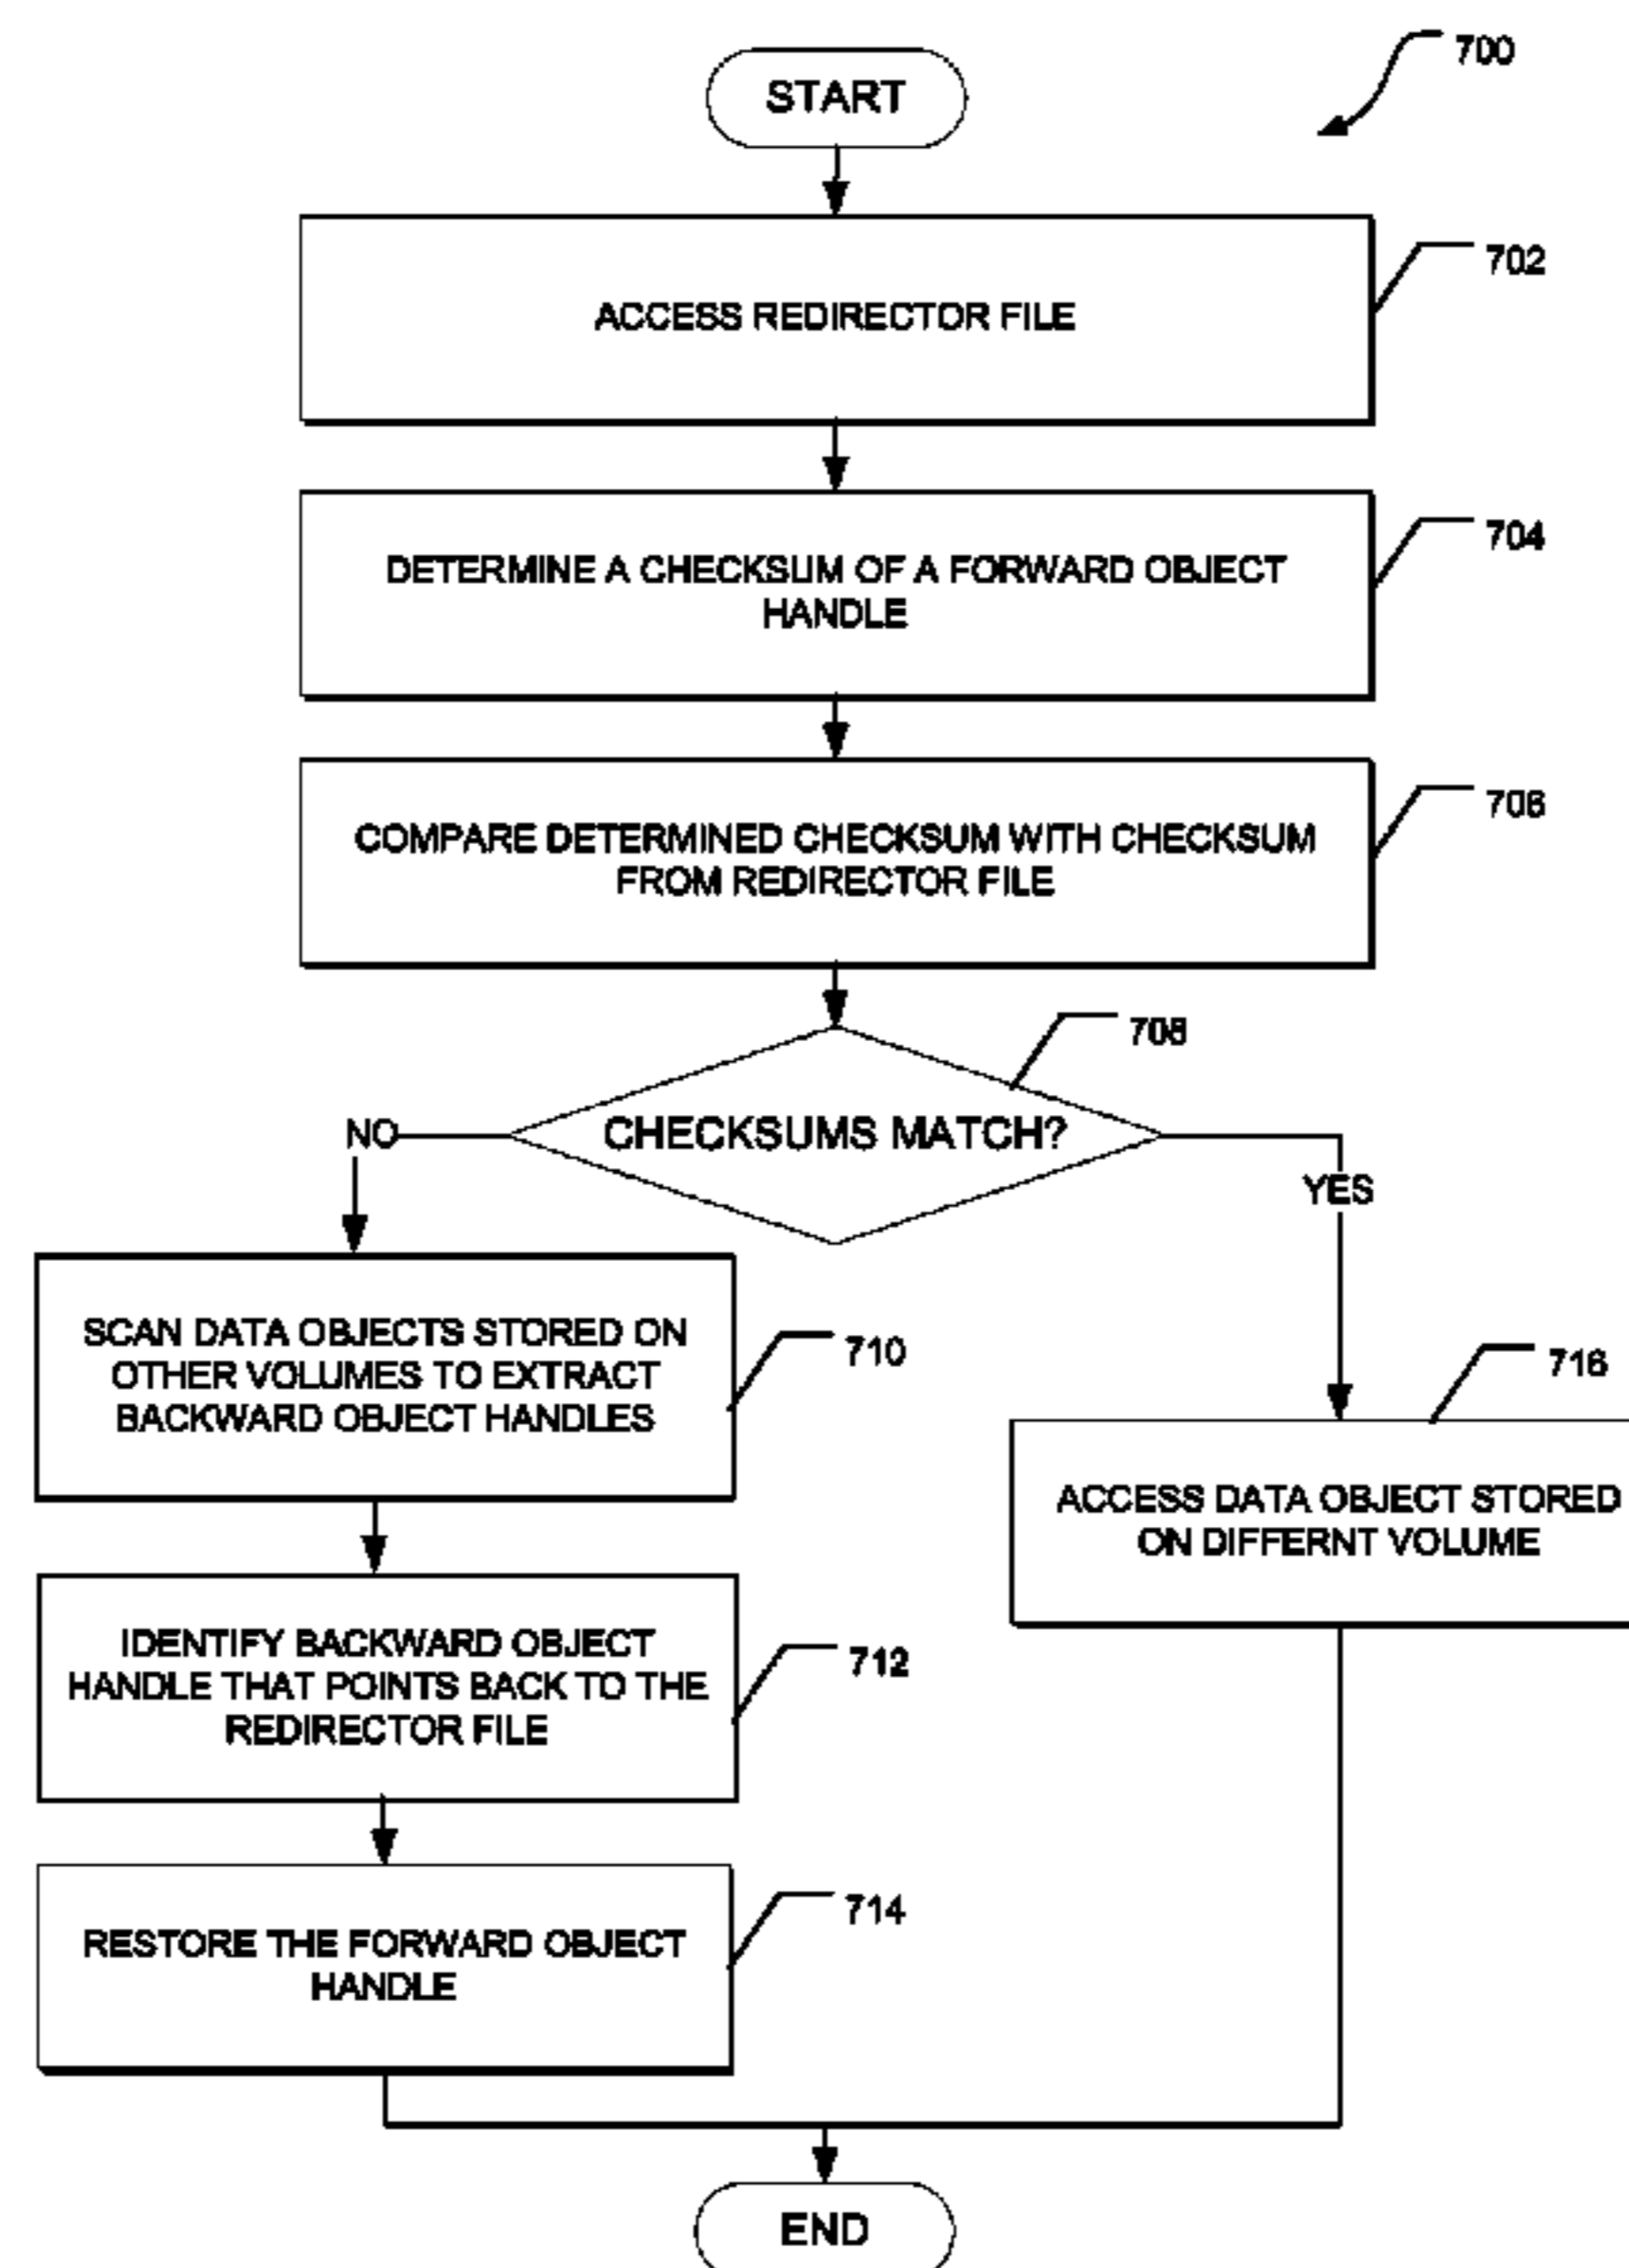 700
START
702
ACCESS REDIRECTOR FILE
704
DETERMINE A CHECKSUM OF A FORWARD OBJECT
HANDLE
706
COMPARE DETERMINED CHECKSUM WITH CHECKSUM
FROM REDIRECTOR FILE
708
CHECKSUMS MATCH?
NO
YES
710
SCAN DATA OBJECTS STORED ON
OTHER VOLUMES TO EXTRACT
BACKWARD OBJECT HANDLES
716
ACCESS DATA OBJECT STORED
ON DIFFERNT VOLUME
712
IDENTIFY BACKWARD OBJECT
HANDLE THAT POINTS BACK TO THE
REDIRECTOR FILE
714
RESTORE THE FORWARD OBJECT
HANDLE
END